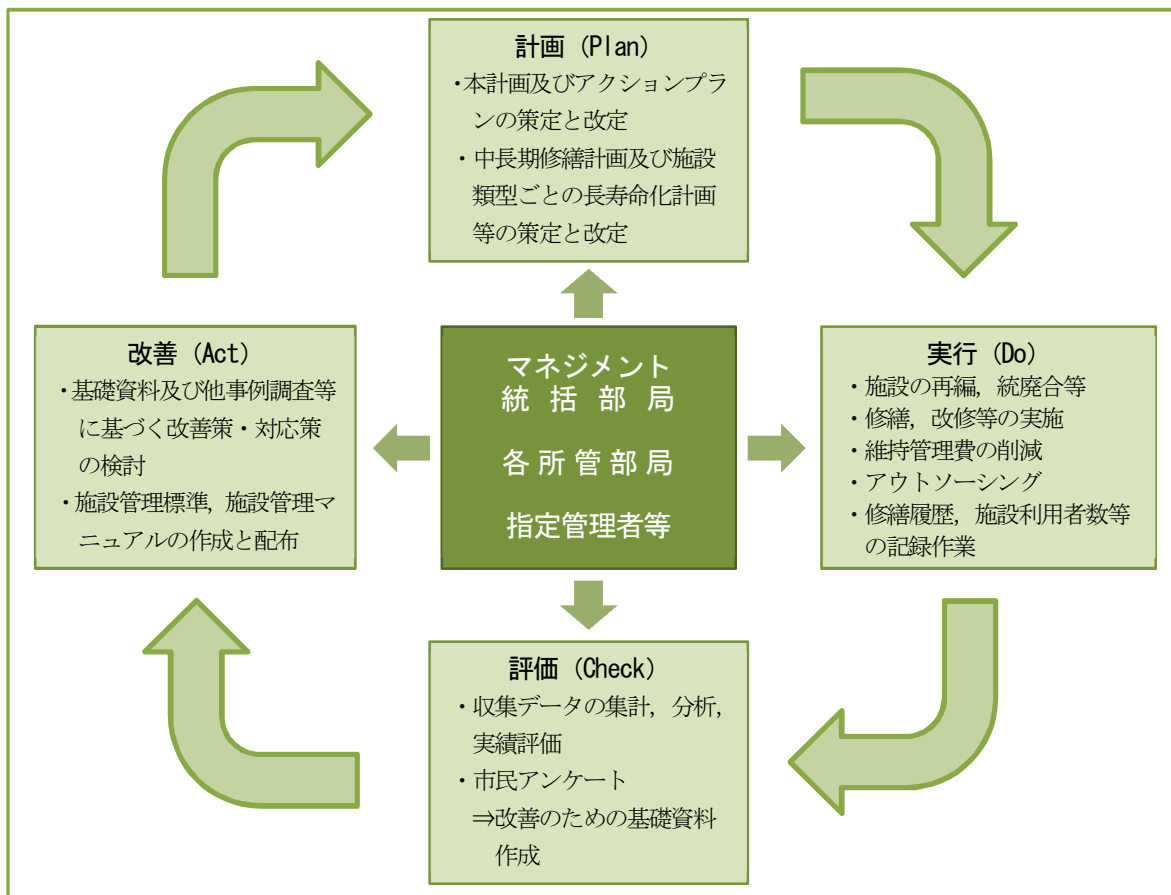 計画（Plan）
・本計画及びアクションプラ
ンの策定と改定
・中長期修繕計画及び施設
類型ごとの長寿命化計画
等の策定と改定
改善（Act）
・基礎資料及び他事例調査等
に基づく改善策・対応策
の検討
・施設管理標準，施設管理マ
ニュアルの作成と配布
マネジメント
統括部局
各所管部局
指定管理者等
実行（Do）
・施設の再編，統廃合等
・修繕，改修等の実施
・維持管理費の削減
・アウトソーシング
・修繕履歴，施設利用者数等
の記録作業
評価（Check）
・収集データの集計，分析，
実績評価
・市民アンケート
⇒改善のための基礎資料
作成